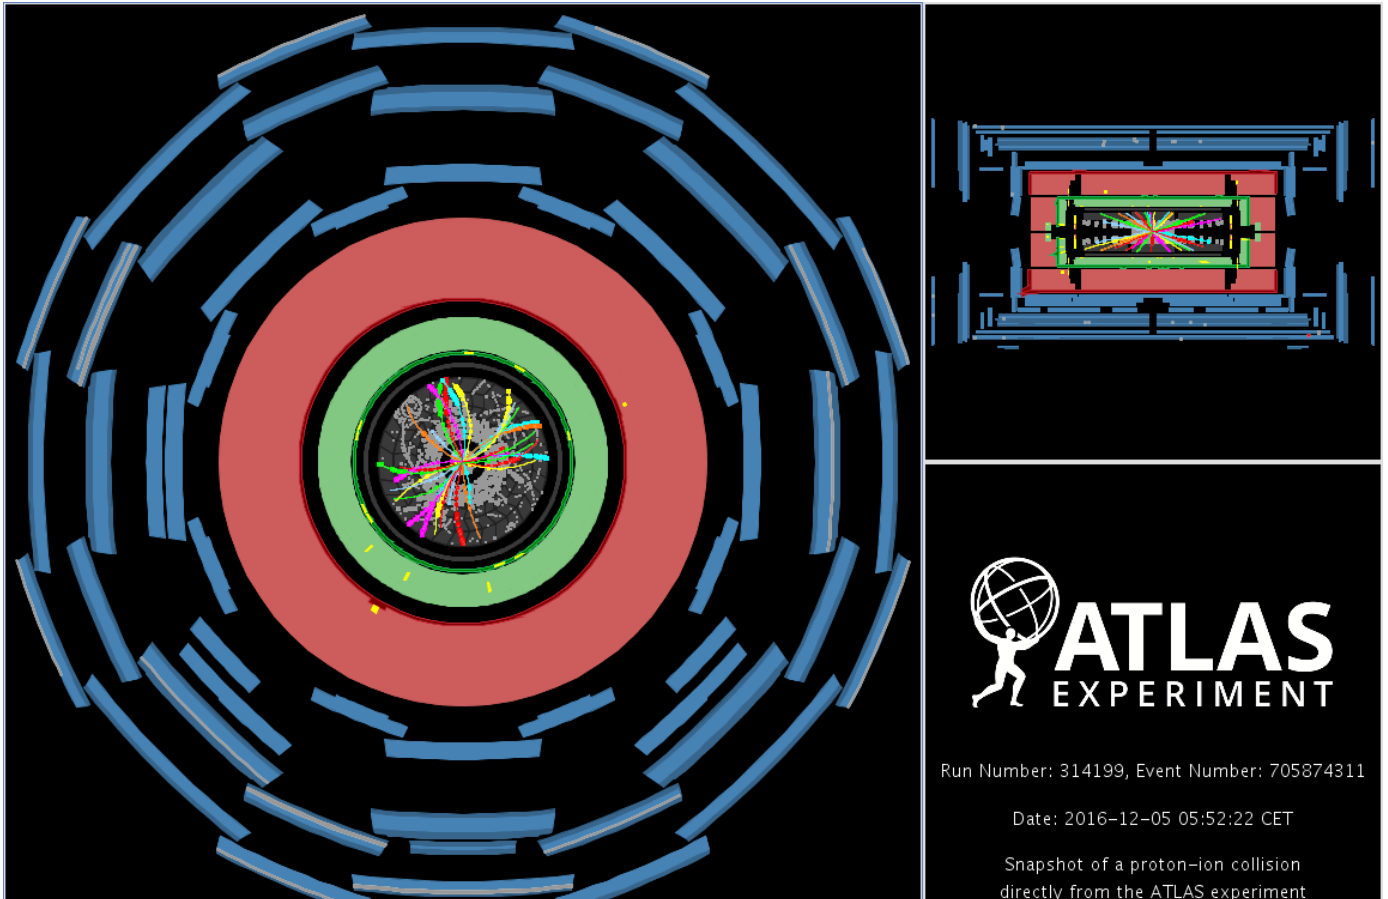 ATLAS
EXPERIMENT
Run Number: 314199, Event Number: 705874311
Date: 2016-12-05 05:52:22 CET
Snapshot of a proton-ion collision
directly from the ATLAS experiment